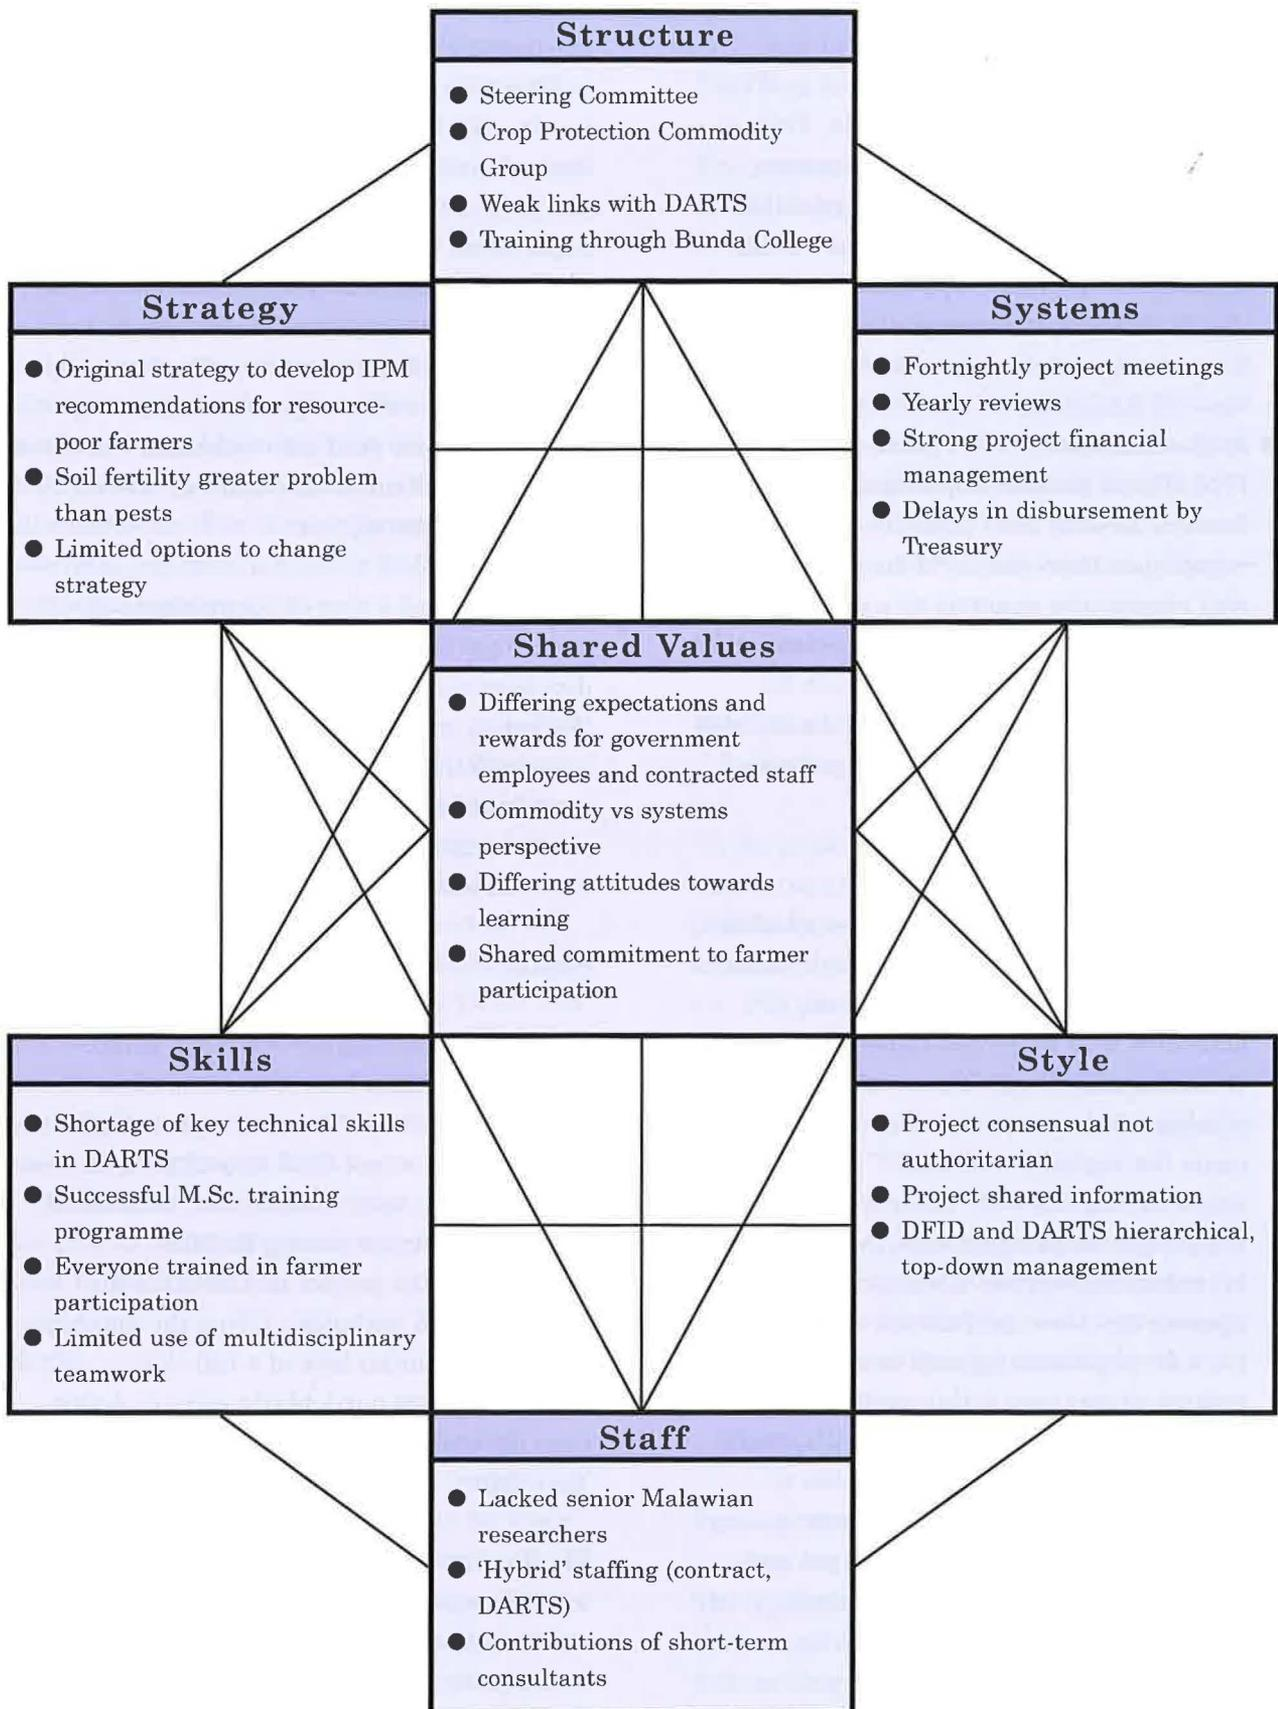 Structure
● Steering Committee
● Crop Protection Commodity
Group
● Weak links with DARTS
● Training through Bunda College
Strategy
● Original strategy to develop IPM
recommendations for resource-
poor farmers
● Soil fertility greater problem
than pests
● Limited options to change
strategy
Systems
● Fortnightly project meetings
● Yearly reviews
● Strong project financial
management
● Delays in disbursement by
Treasury
Shared Values
● Differing expectations and
rewards for government
employees and contracted staff
● Commodity vs systems
perspective
● Differing attitudes towards
learning
● Shared commitment to farmer
participation
Skills
● Shortage of key technical skills
in DARTS
● Successful M.Sc. training
programme
● Everyone trained in farmer
participation
● Limited use of multidisciplinary
teamwork
Style
● Project consensual not
authoritarian
● Project shared information
● DFID and DARTS hierarchical,
top-down management
Staff
● Lacked senior Malawian
researchers
● ‘Hybrid’ staffing (contract,
DARTS)
● Contributions of short-term
consultants